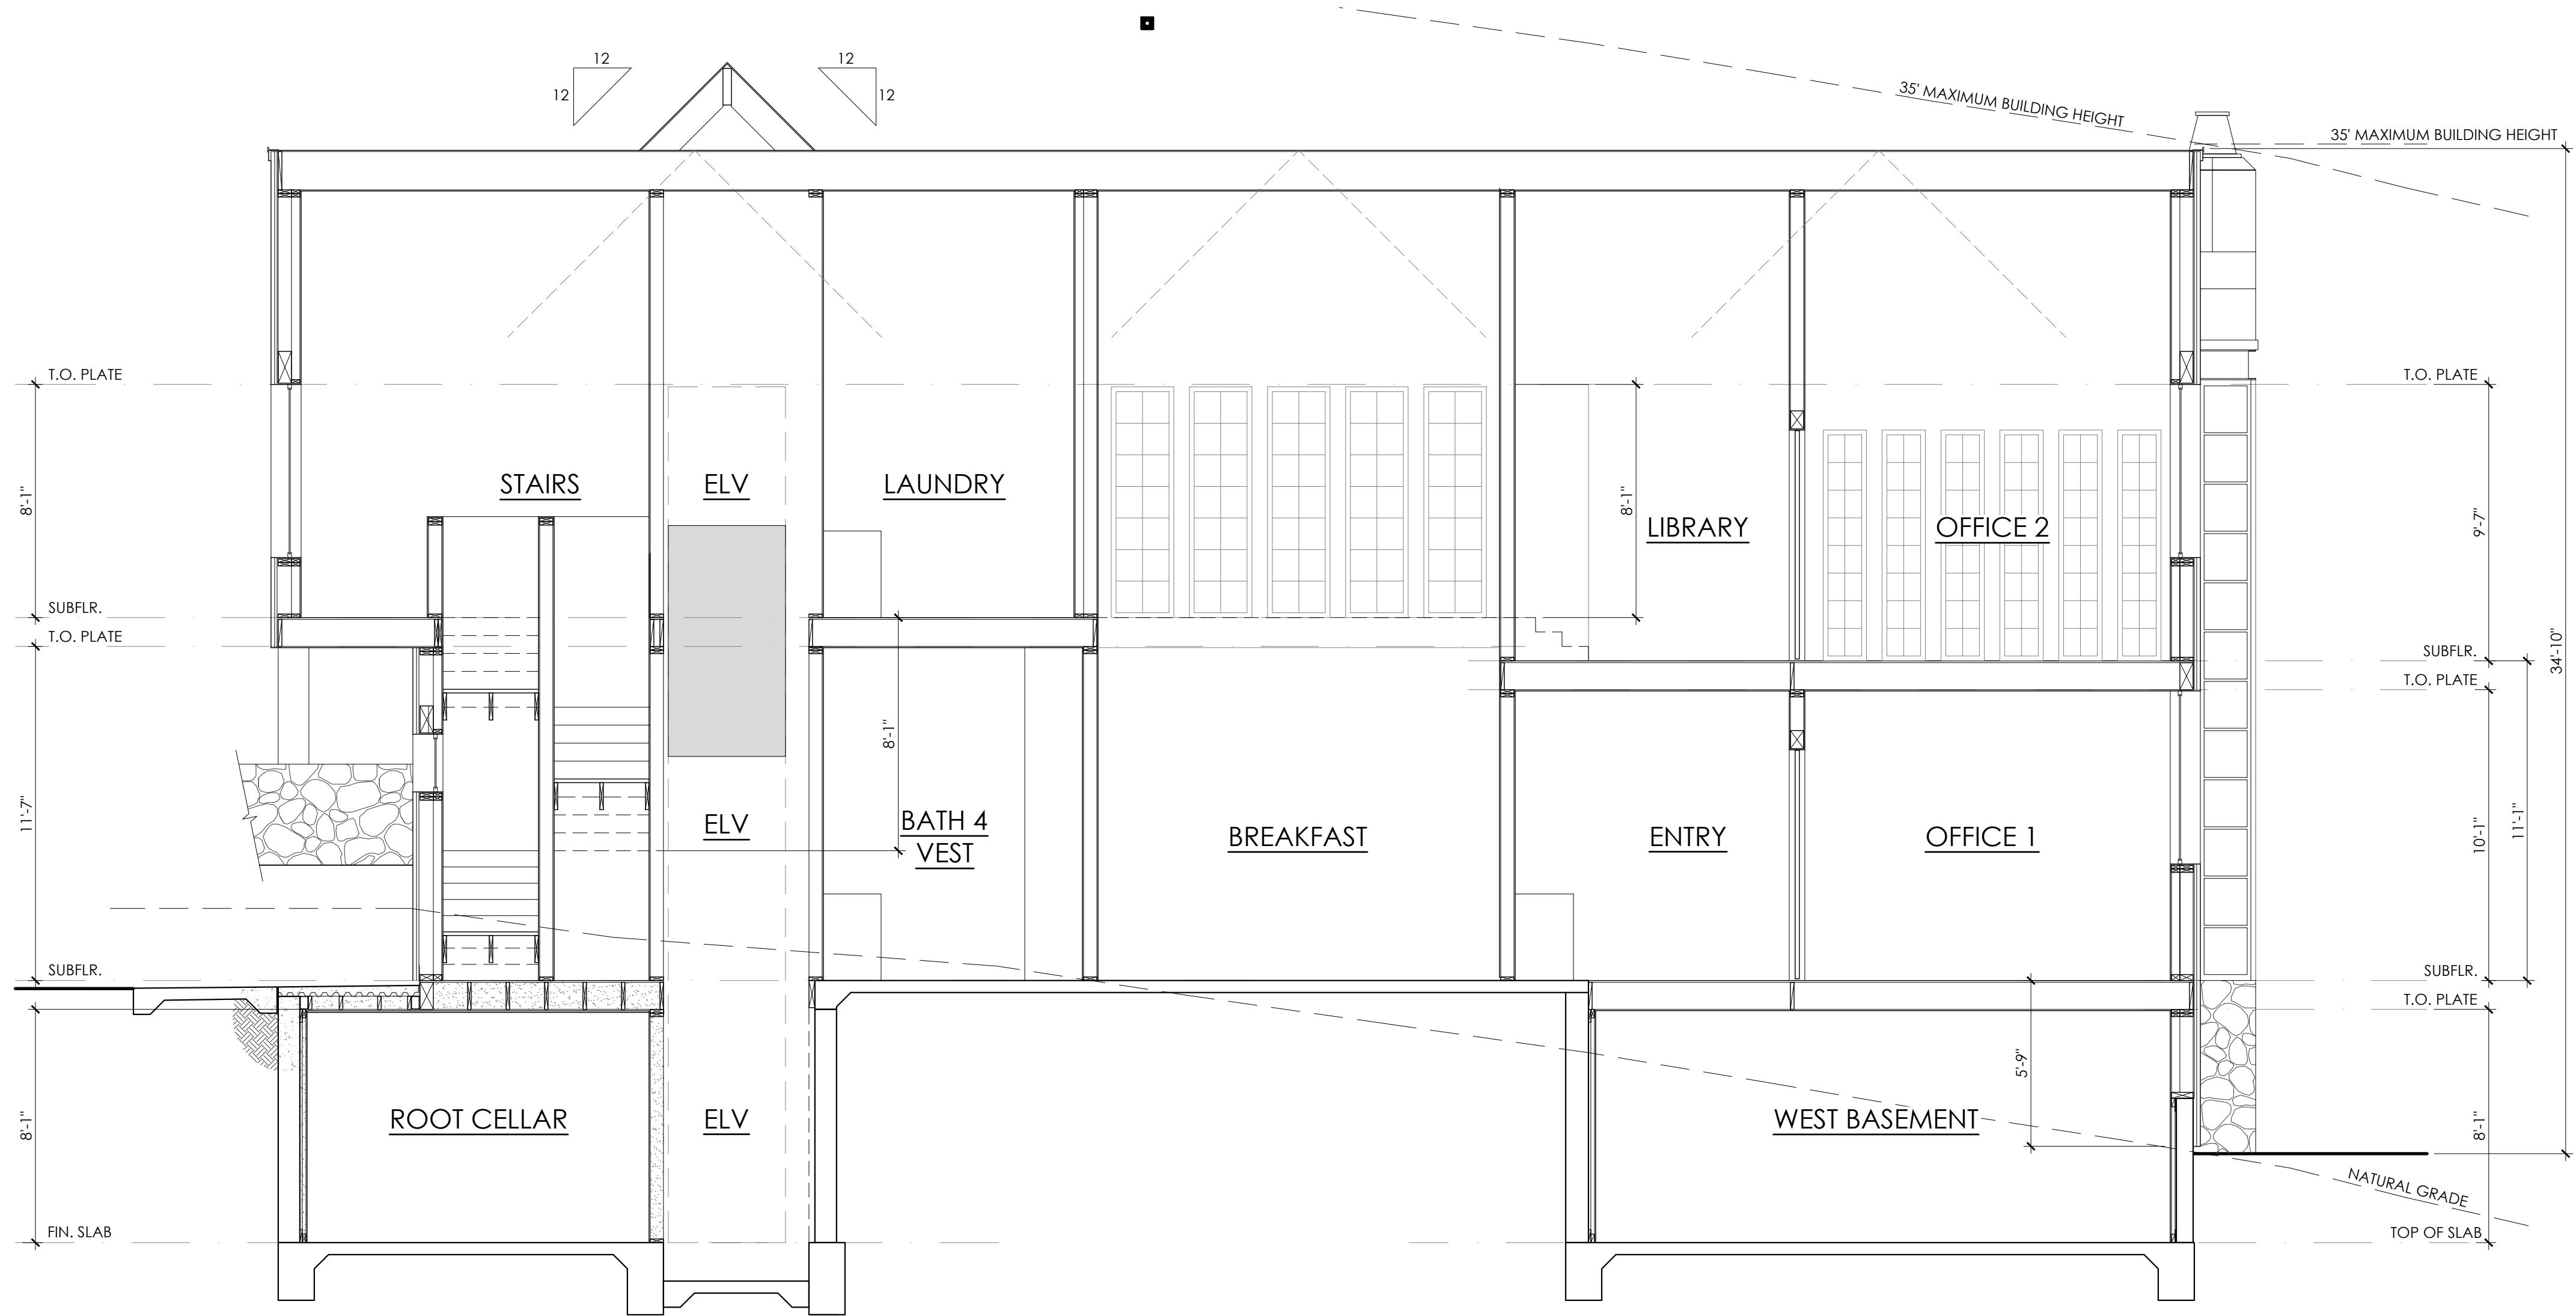 12
12
12
12
35' MAXIMUM BUILDING HEIGHT
35' MAXIMUM BUILDING HEIGHT
T.O. PLATE
T.O. PLATE
8'-1"
STAIRS
ELV
LAUNDRY
8'-1"
LIBRARY
OFFICE 2
9'-7"
SUBFLR.
T.O. PLATE
SUBFLR.
T.O. PLATE
34'-10"
8'-1"
11'-7"
ELV
BATH 4
VEST
BREAKFAST
ENTRY
OFFICE 1
10'-1"
11'-1"
SUBFLR.
SUBFLR.
T.O. PLATE
5'-9"
8'-1"
ROOT CELLAR
ELV
WEST BASEMENT
8'-1"
NATURAL GRADE
FIN. SLAB
TOP OF SLAB